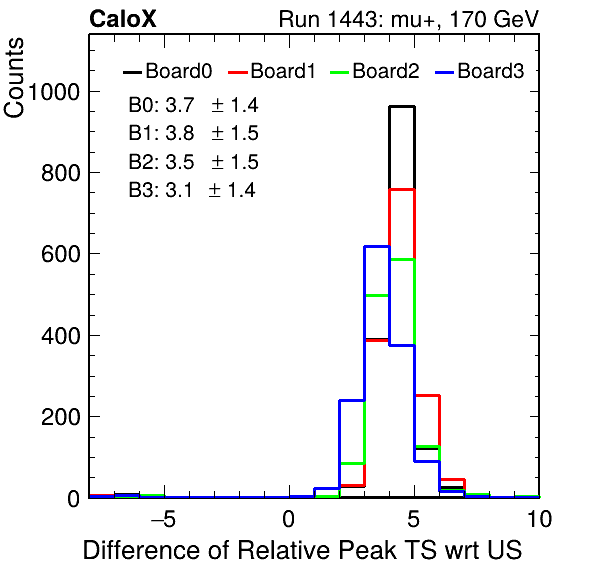 CaloX Run 1443: mu+, 170 GeV
Counts
Board0 Board1 Board2 Board3
B0: 3.7 ± 1.4
B1: 3.8 ± 1.5
B2: 3.5 ± 1.5
B3: 3.1 ± 1.4
1000
800
600
400
200
0
−5 0 5 10
Difference of Relative Peak TS wrt US